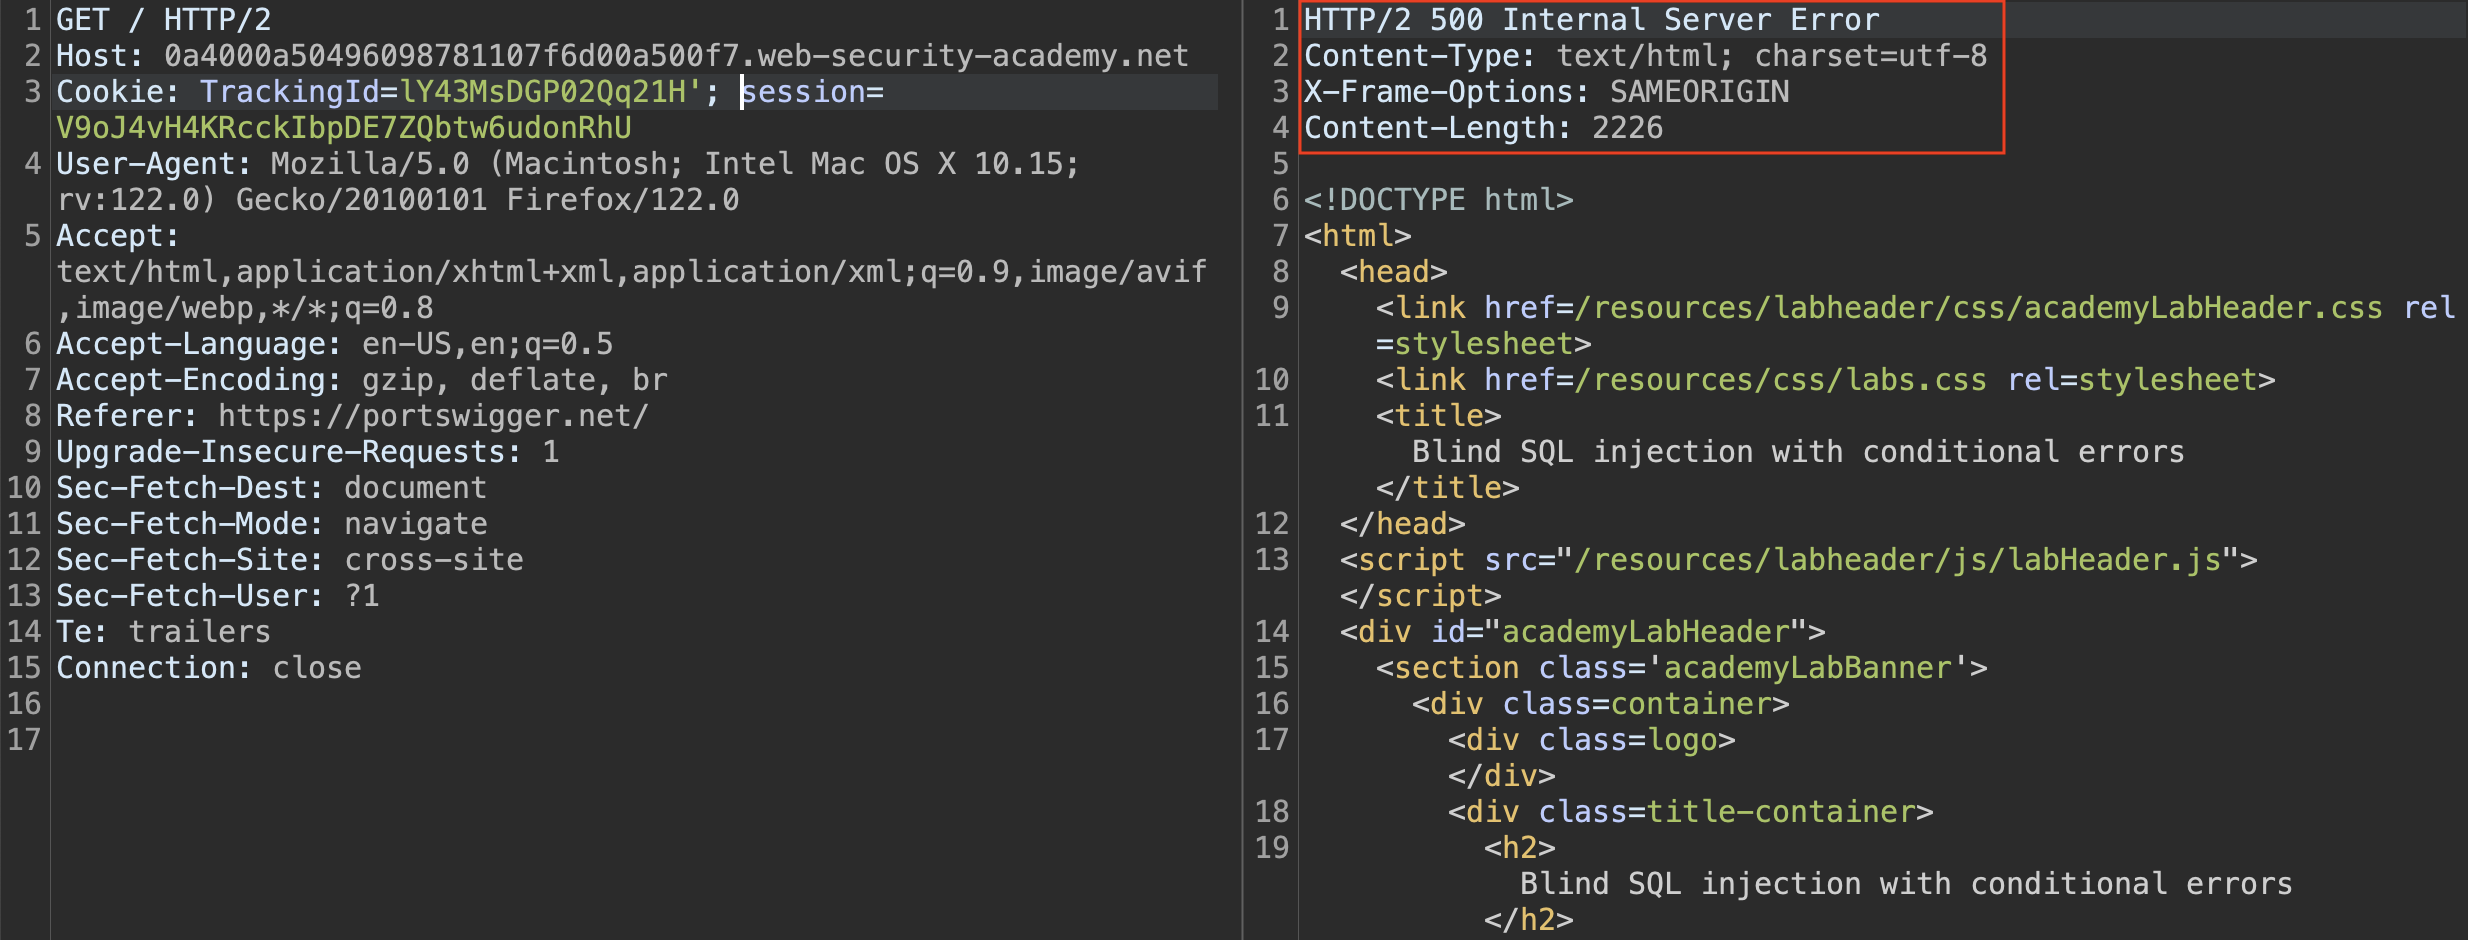 1 GET / HTTP/2
2 Host: 0a4000a50496098781107f6d00a500f7.web-security-academy.net
3 Cookie: TrackingId=lY43MsDGP02Qq21H'; session=
V9oJ4vH4KRcckIbpDE7ZQbtw6udonRhU
4 User-Agent: Mozilla/5.0 (Macintosh; Intel Mac OS X 10.15;
rv:122.0) Gecko/20100101 Firefox/122.0
5 Accept:
text/html,application/xhtml+xml,application/xml;q=0.9,image/avif
,image/webp,*/*;q=0.8
6 Accept-Language: en-US,en;q=0.5
7 Accept-Encoding: gzip, deflate, br
8 Referer: https://portswigger.net/
9 Upgrade-Insecure-Requests: 1
10 Sec-Fetch-Dest: document
11 Sec-Fetch-Mode: navigate
12 Sec-Fetch-Site: cross-site
13 Sec-Fetch-User: ?1
14 Te: trailers
15 Connection: close
16
17
1 HTTP/2 500 Internal Server Error
2 Content-Type: text/html; charset=utf-8
3 X-Frame-Options: SAMEORIGIN
4 Content-Length: 2226
5
6 <!DOCTYPE html>
7 <html>
8 <head>
9 <link href=/resources/labheader/css/academyLabHeader.css rel
=stylesheet>
10 <link href=/resources/css/labs.css rel=stylesheet>
11 <title>
Blind SQL injection with conditional errors
</title>
12 </head>
13 <script src="/resources/labheader/js/labHeader.js">
</script>
14 <div id="academyLabHeader">
15 <section class='academyLabBanner'>
16 <div class=container>
17 <div class=logo>
</div>
18 <div class=title-container>
19 <h2>
Blind SQL injection with conditional errors
</h2>